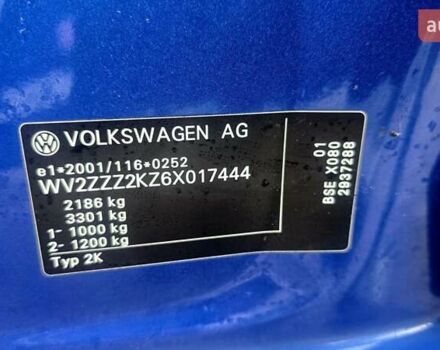 VOLKSWAGEN AG
e1*2001/116*0252
WV2ZZZ2KZ6X017444
2186 kg
3301 kg
1- 1000 kg
2- 1200 kg
Typ 2K
01
BSE X080
2937288
au